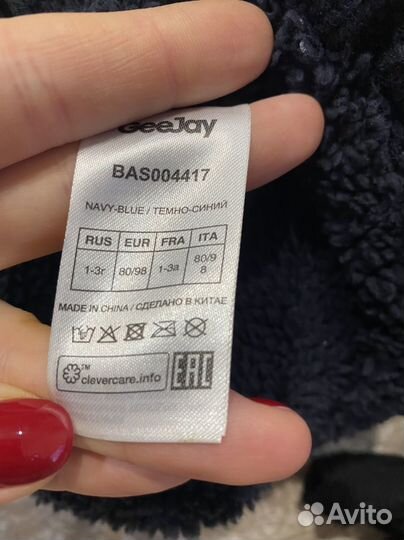 GeeJay
BAS004417
NAVY-BLUE / ТЕМНО-СИНИЙ
RUS EUR FRA ITA
1-3г 80/98 1-3a 80/9
8
MADE IN CHINA / СДЕЛАНО В КИТАЕ
™
clevercare.info EAC
Avito